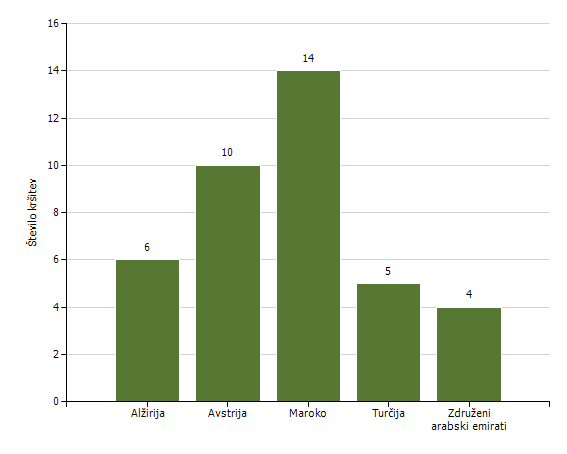 16
14
12
10
8
6
4
2
0
Število kršitev
6
10
14
5
4
Alžirija
Avstrija
Maroko
Turčija
Združeni
arabski emirati